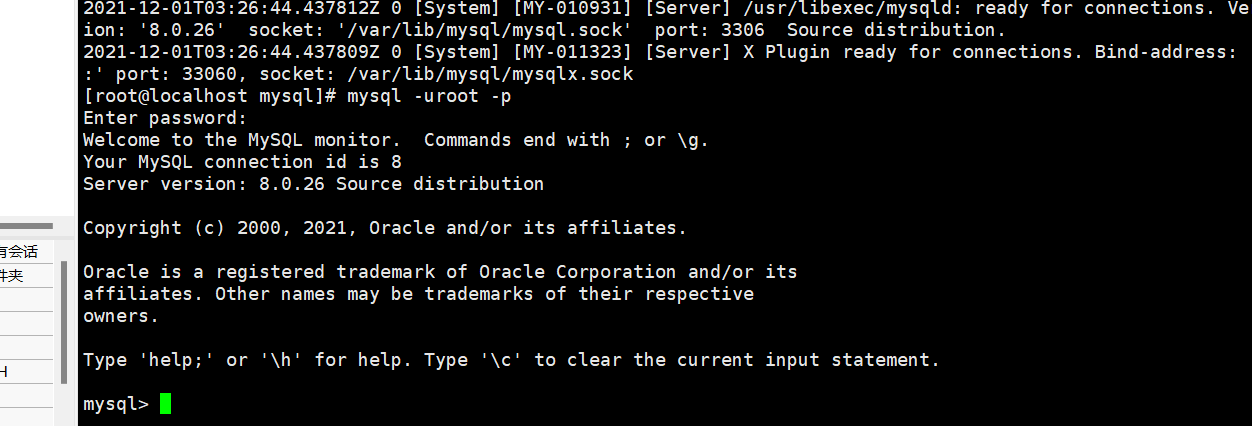 2021-12-01T03:26:44.437812Z 0 [System] [MY-010931] [Server] /usr/libexec/mysqld: ready for connections. Ve
ion: '8.0.26'  socket: '/var/lib/mysql/mysql.sock'  port: 3306  Source distribution.
2021-12-01T03:26:44.437809Z 0 [System] [MY-011323] [Server] X Plugin ready for connections. Bind-address:
:' port: 33060, socket: /var/lib/mysql/mysqlx.sock
[root@localhost mysql]# mysql -uroot -p
Enter password:
Welcome to the MySQL monitor.  Commands end with ; or \g.
Your MySQL connection id is 8
Server version: 8.0.26 Source distribution
Copyright (c) 2000, 2021, Oracle and/or its affiliates.
Oracle is a registered trademark of Oracle Corporation and/or its
affiliates. Other names may be trademarks of their respective
owners.
Type 'help;' or '\h' for help. Type '\c' to clear the current input statement.
mysql>
有会话
件夹
H